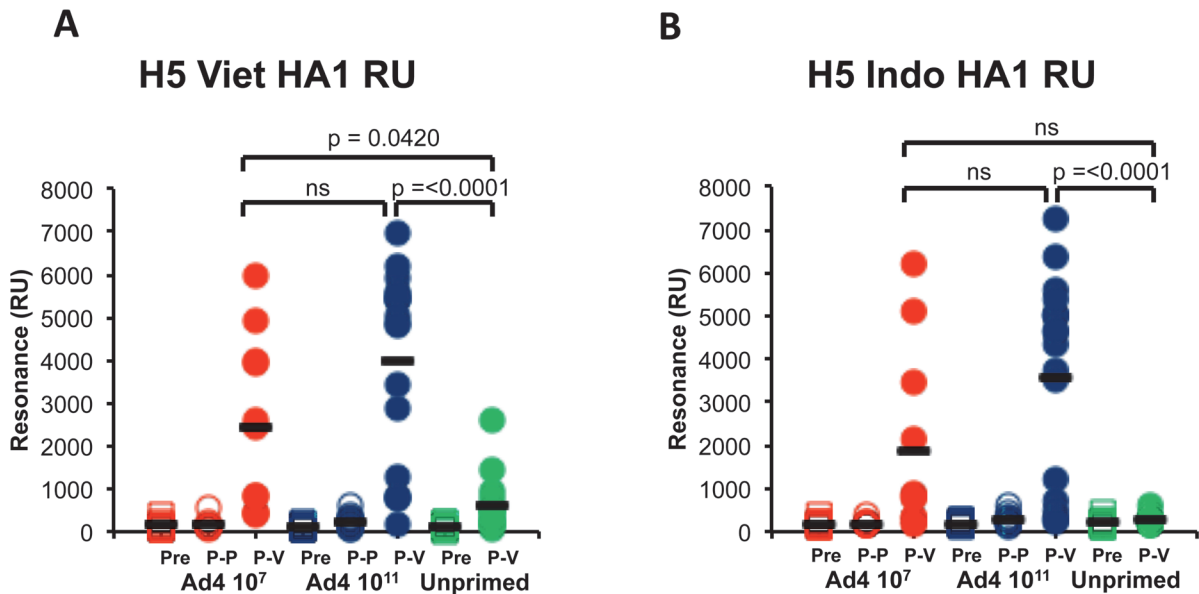 A
H5 Viet HA1 RU
p = 0.0420
ns
p =<0.0001
Resonance (RU)
8000
7000
6000
5000
4000
3000
2000
1000
0
Pre P-P P-V Pre P-P P-V Pre P-V
Ad4 10⁷ Ad4 10¹¹ Unprimed
B
H5 Indo HA1 RU
ns
ns
p =<0.0001
Resonance (RU)
8000
7000
6000
5000
4000
3000
2000
1000
0
Pre P-P P-V Pre P-P P-V Pre P-V
Ad4 10⁷ Ad4 10¹¹ Unprimed